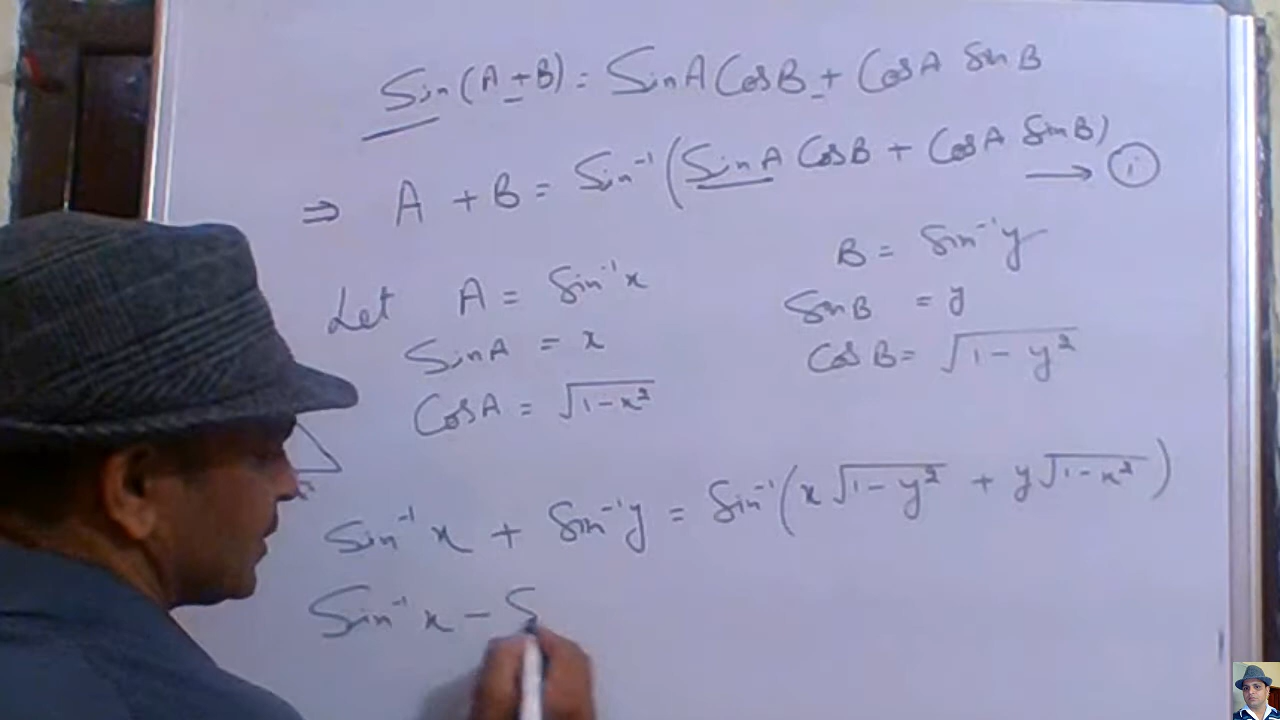 Sin(A + B) = SinA CosB + CosA SinB
⇒ A + B = Sin⁻¹(SinA CosB + CosA SinB) → ①
Let A = Sin⁻¹x
SinA = x
CosA = √1-x²
B = Sin⁻¹y
SinB = y
CosB = √1-y²
Sin⁻¹x + Sin⁻¹y = Sin⁻¹(x√1-y² + y√1-x²)
Sin⁻¹x - S